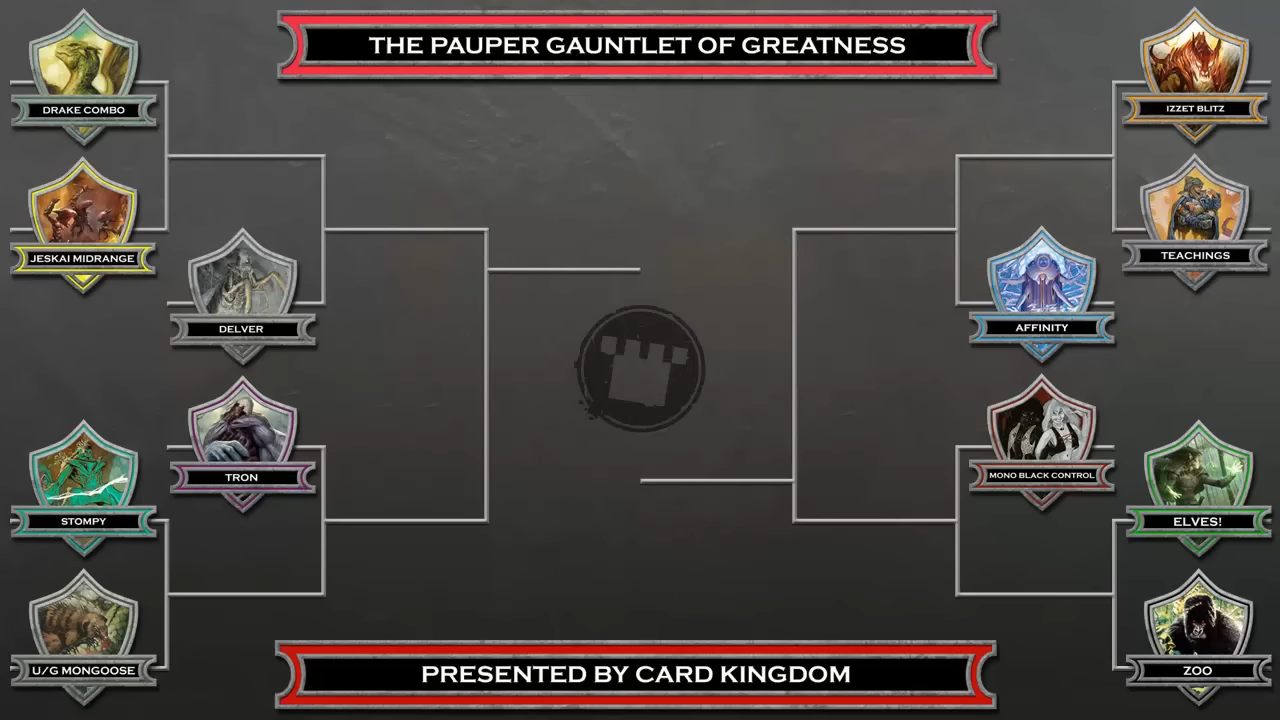 THE PAUPER GAUNTLET OF GREATNESS
DRAKE COMBO
JESKAI MIDRANGE
DELVER
TRON
STOMPY
U/G MONGOOSE
IZZET BLITZ
TEACHINGS
AFFINITY
MONO BLACK CONTROL
ELVES!
ZOO
PRESENTED BY CARD KINGDOM